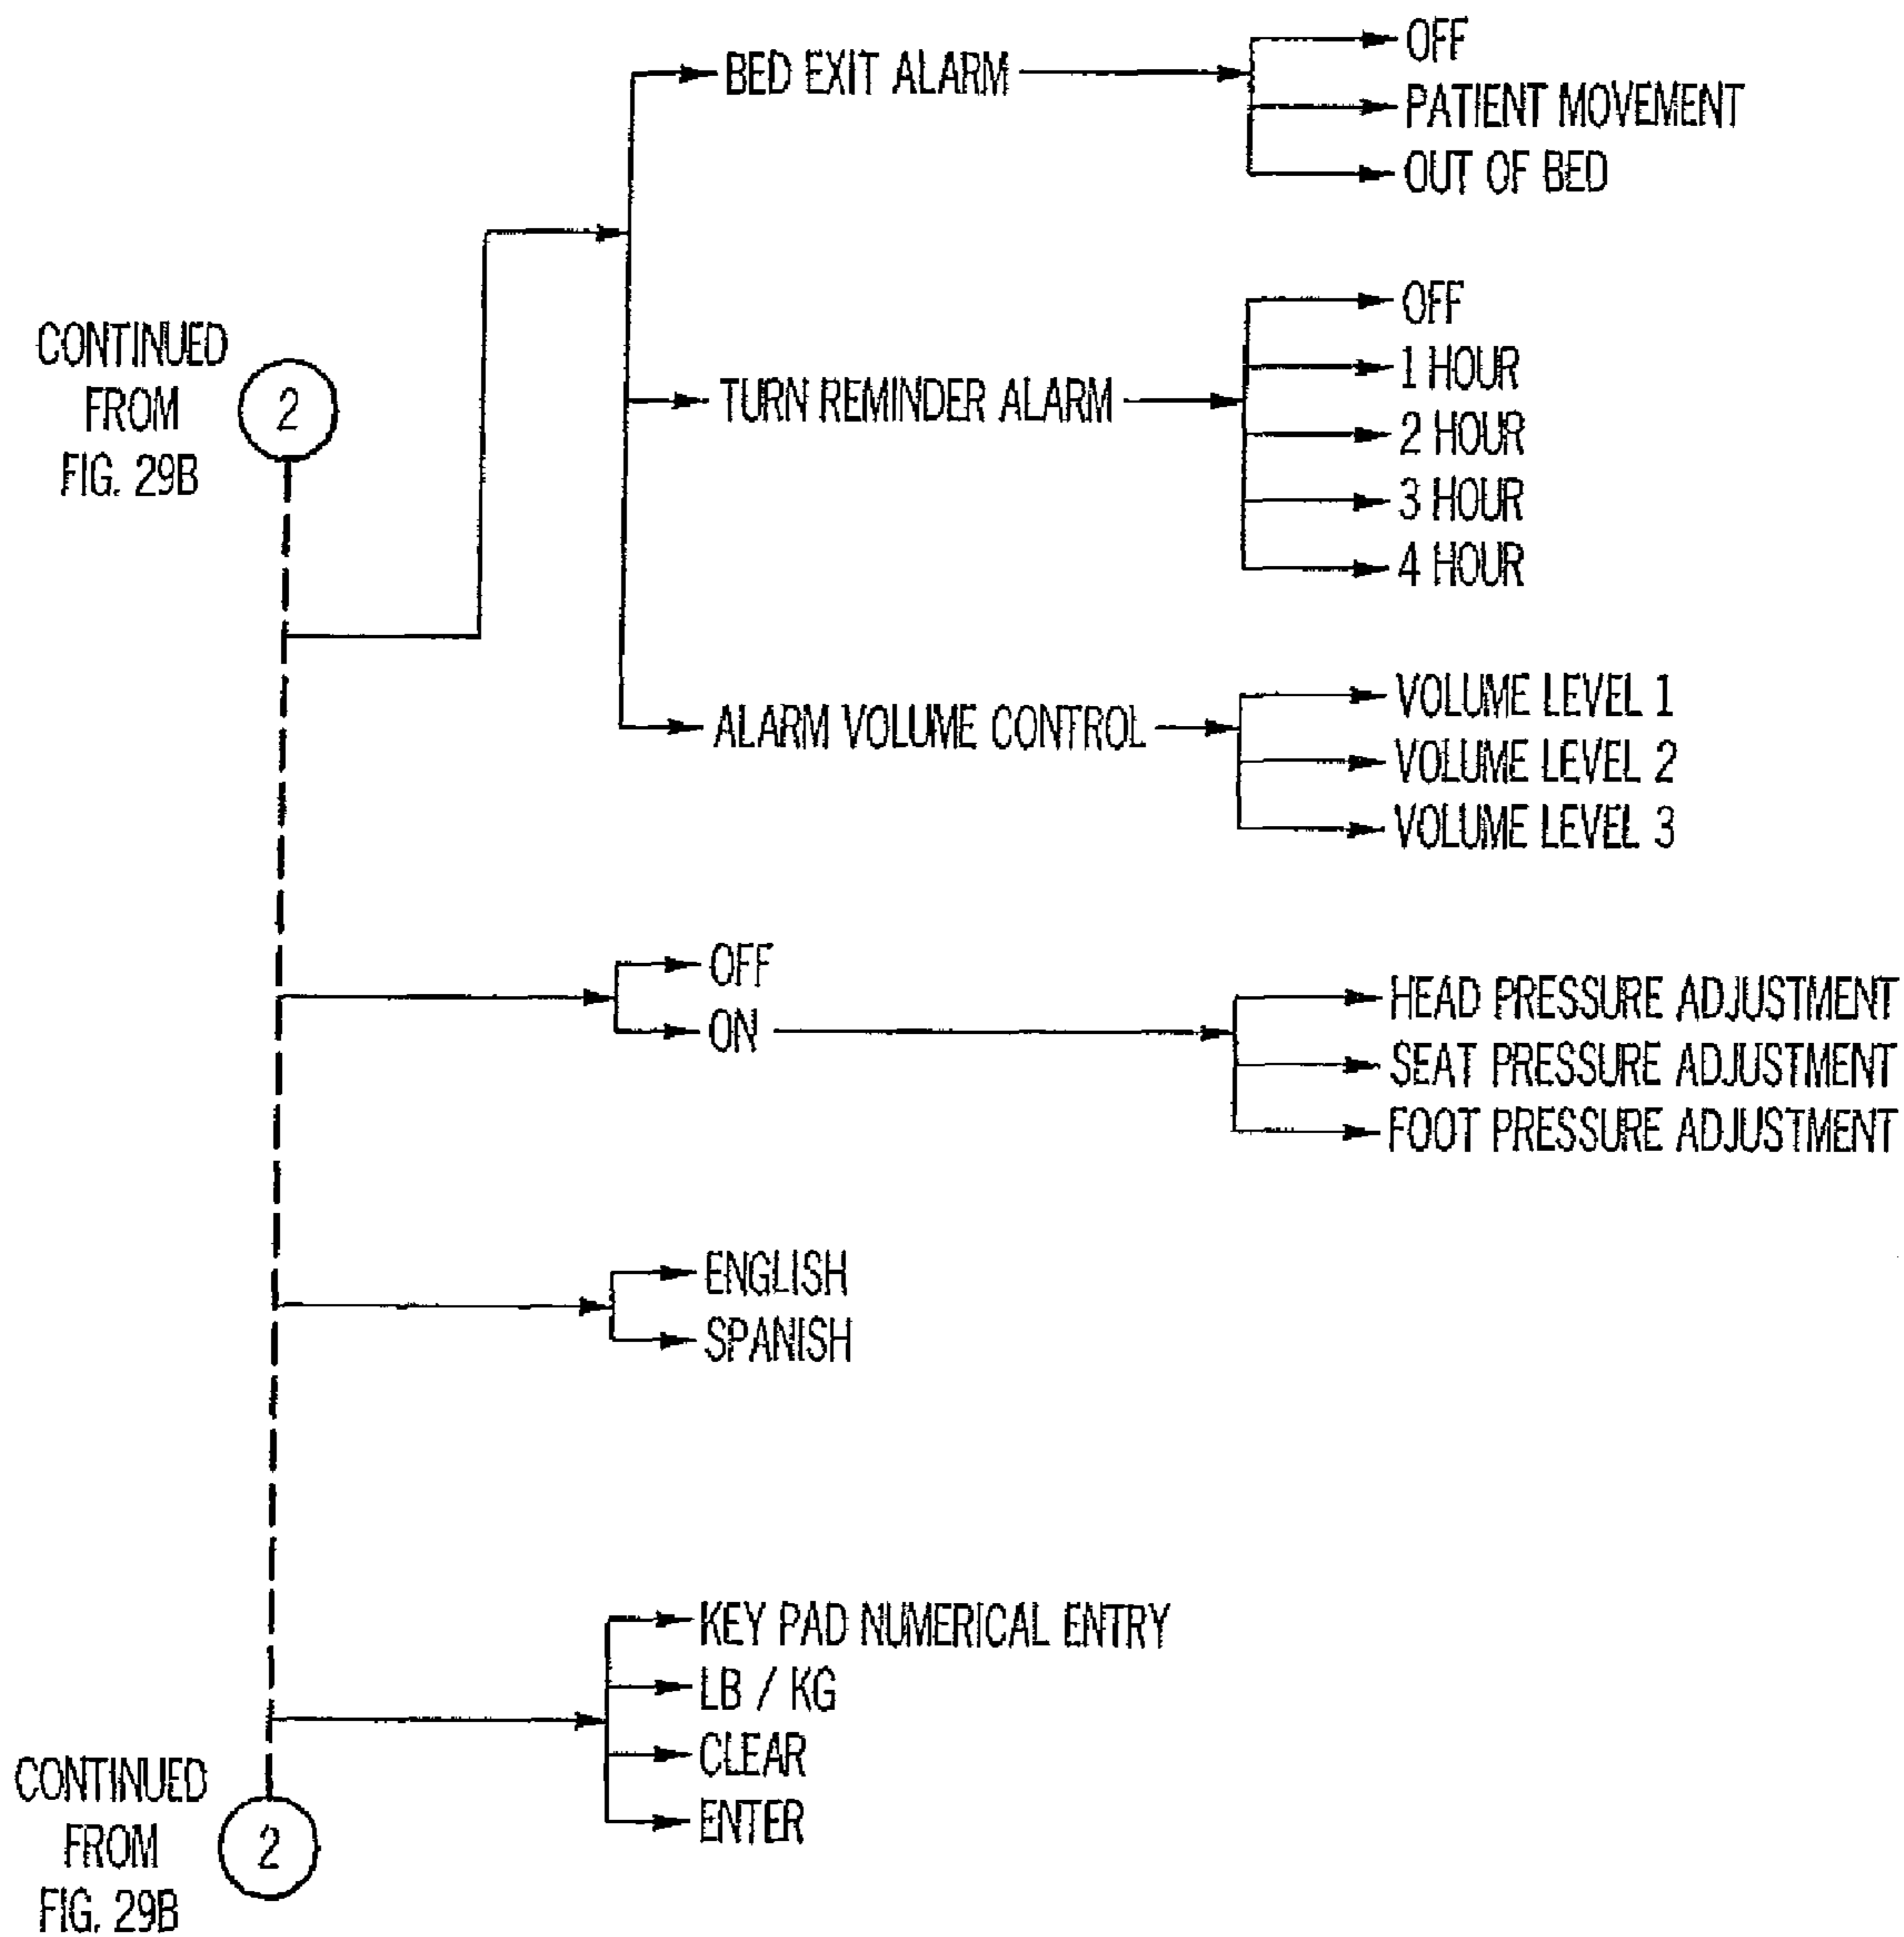 BED EXIT ALARM
OFF
PATIENT MOVEMENT
OUT OF BED
CONTINUED
FROM
FIG. 29B
2
TURN REMINDER ALARM
OFF
1 HOUR
2 HOUR
3 HOUR
4 HOUR
ALARM VOLUME CONTROL
VOLUME LEVEL 1
VOLUME LEVEL 2
VOLUME LEVEL 3
OFF
ON
HEAD PRESSURE ADJUSTMENT
SEAT PRESSURE ADJUSTMENT
FOOT PRESSURE ADJUSTMENT
ENGLISH
SPANISH
KEY PAD NUMERICAL ENTRY
LB / KG
CLEAR
ENTER
CONTINUED
FROM
FIG. 29B
2